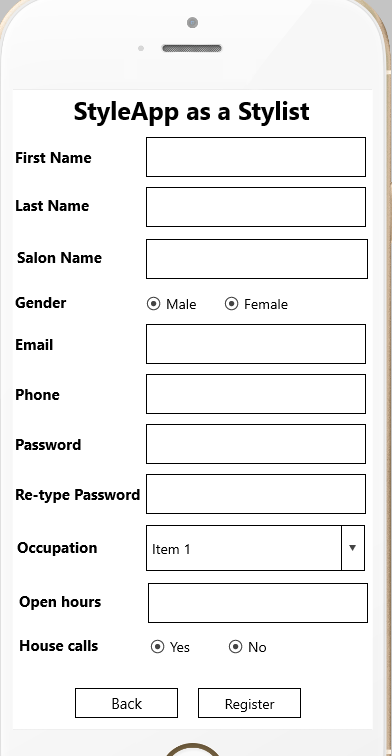 StyleApp as a Stylist
First Name
Last Name
Salon Name
Gender Male Female
Email
Phone
Password
Re-type Password
Occupation Item 1
Open hours
House calls Yes No
Back Register